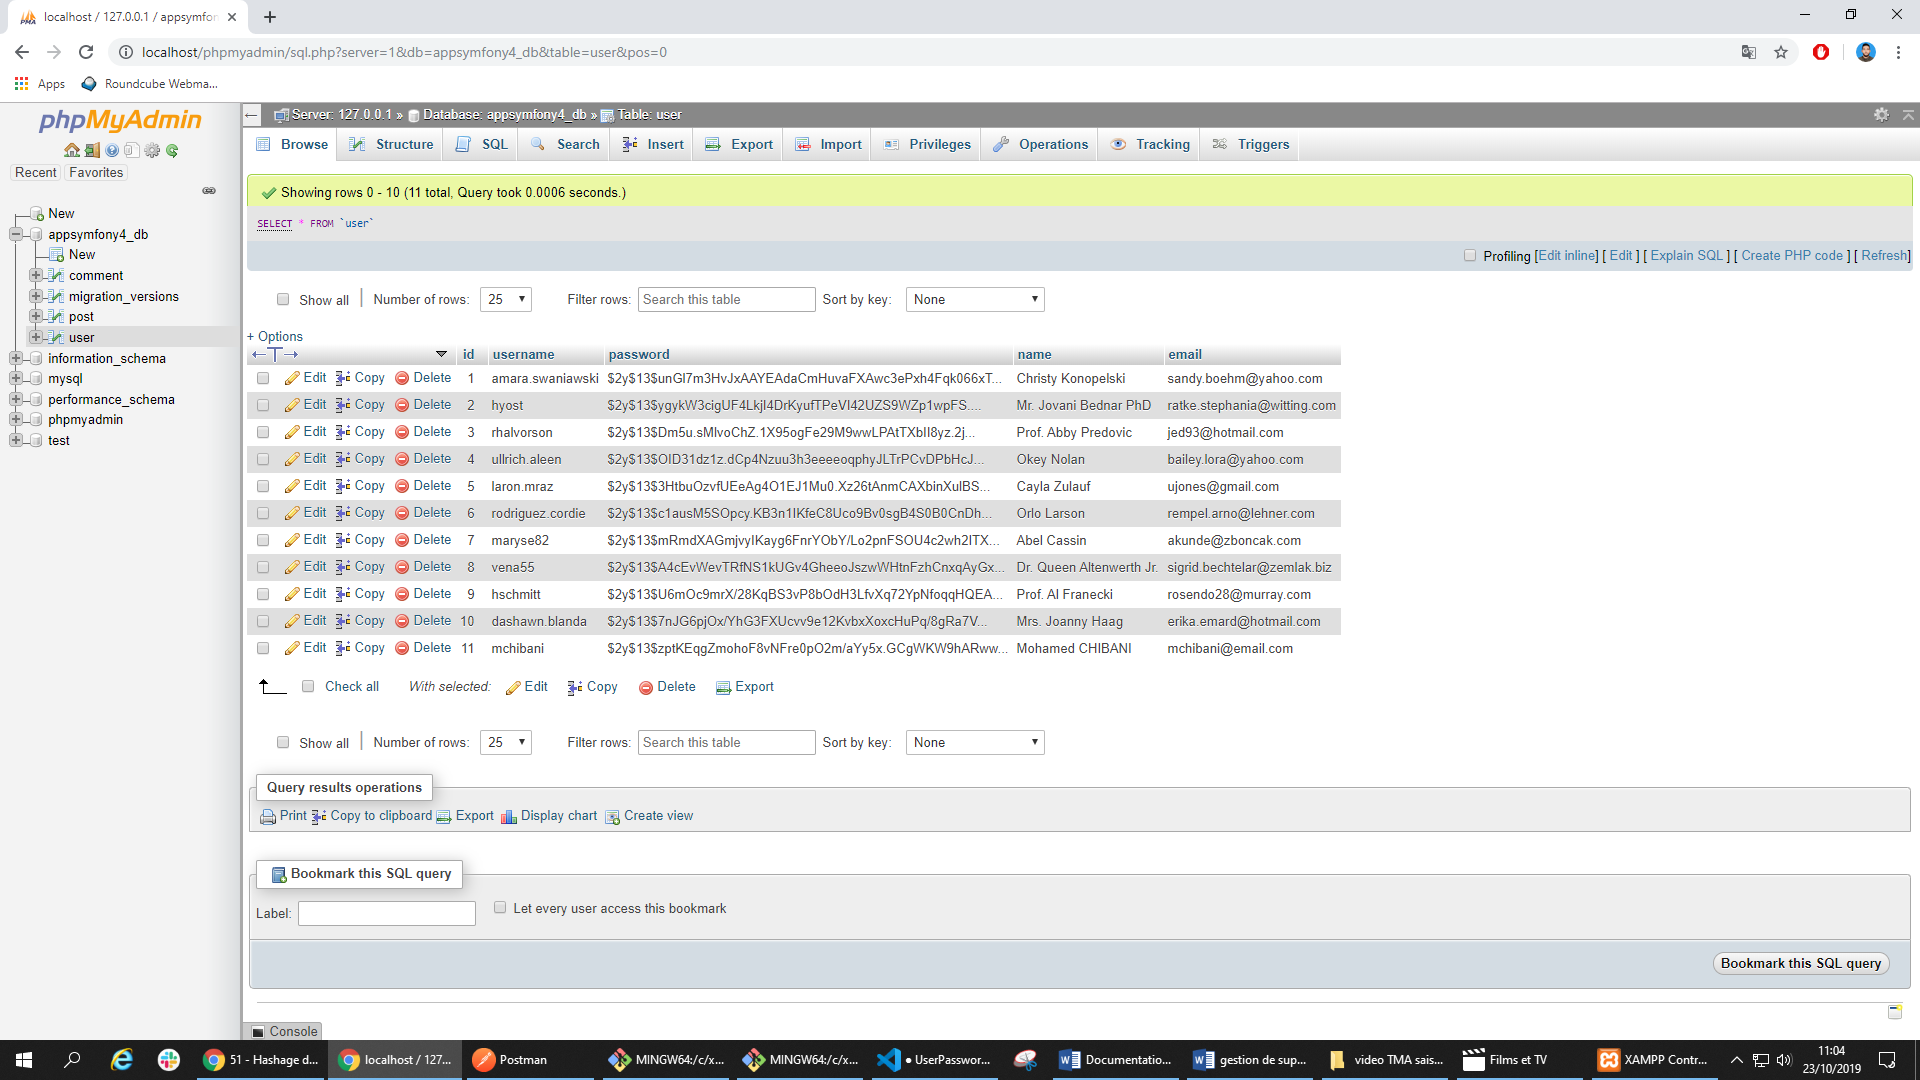 localhost / 127.0.0.1 / appsymfon
localhost/phpmyadmin/sql.php?server=1&db=appsymfony4_db&table=user&pos=0
Apps Roundcube Webma...
phpMyAdmin
Recent Favorites
New
appsymfony4_db
New
comment
migration_versions
post
user
information_schema
mysql
performance_schema
phpmyadmin
test
Server: 127.0.0.1 » Database: appsymfony4_db » Table: user
Browse Structure SQL Search Insert Export Import Privileges Operations Tracking Triggers
Showing rows 0 - 10 (11 total, Query took 0.0006 seconds.)
SELECT * FROM `user`
Profiling [Edit inline] [ Edit ] [ Explain SQL ] [ Create PHP code ] [ Refresh]
Show all | Number of rows: 25 Filter rows: Search this table Sort by key: None
+ Options
←T→ id username password name email
Edit Copy Delete 1 amara.swaniawski $2y$13$unGl7m3HvJxAAYEAdaCmHuvaFXAwc3ePxh4Fqk066xT... Christy Konopelski sandy.boehm@yahoo.com
Edit Copy Delete 2 hyost $2y$13$ygykW3cigUF4LkjI4DrKyufTPeVI42UZS9WZp1wpFS.... Mr. Jovani Bednar PhD ratke.stephania@witting.com
Edit Copy Delete 3 rhalvorson $2y$13$Dm5u.sMlvoChZ.1X95ogFe29M9wwLPAtTXbII8yz.2j... Prof. Abby Predovic jed93@hotmail.com
Edit Copy Delete 4 ullrich.aleen $2y$13$OID31dz1z.dCp4Nzuu3h3eeeeoqphyJLTrPCvDPbHcJ... Okey Nolan bailey.lora@yahoo.com
Edit Copy Delete 5 laron.mraz $2y$13$3HtbuOzvfUEeAg4O1EJ1Mu0.Xz26tAnmCAXbinXulBS... Cayla Zulauf ujones@gmail.com
Edit Copy Delete 6 rodriguez.cordie $2y$13$c1ausM5SOpcy.KB3n1lKfeC8Uco9Bv0sgB4S0B0CnDh... Orlo Larson rempel.arno@lehner.com
Edit Copy Delete 7 maryse82 $2y$13$mRmdXAGmjvyIKayg6FnrYObY/Lo2pnFSOU4c2wh2ITX... Abel Cassin akunde@zboncak.com
Edit Copy Delete 8 vena55 $2y$13$A4cEvWevTRfNS1kUGv4GheeoJszwWHtnFzhCnxqAyGx... Dr. Queen Altenwerth Jr. sigrid.bechtelar@zemlak.biz
Edit Copy Delete 9 hschmitt $2y$13$U6mOc9mrX/28KqBS3vP8bOdH3LfvXq72YpNfoqqHQEA... Prof. Al Franecki rosendo28@murray.com
Edit Copy Delete 10 dashawn.blanda $2y$13$7nJG6pjOx/YhG3FXUcvv9e12KvbxXoxcHuPq/8gRa7V... Mrs. Joanny Haag erika.emard@hotmail.com
Edit Copy Delete 11 mchibani $2y$13$zptKEqgZmohoF8vNFre0pO2m/aYy5x.GCgWKW9hARww... Mohamed CHIBANI mchibani@email.com
Check all With selected: Edit Copy Delete Export
Show all | Number of rows: 25 Filter rows: Search this table Sort by key: None
Query results operations
Print Copy to clipboard Export Display chart Create view
Bookmark this SQL query
Label: Let every user access this bookmark
Bookmark this SQL query
Console
51 - Hashage d... localhost / 127... Postman MINGW64:/c/x... MINGW64:/c/x... ● UserPasswor... Documentatio... gestion de sup... video TMA sais... Films et TV XAMPP Contr... 11:04
23/10/2019